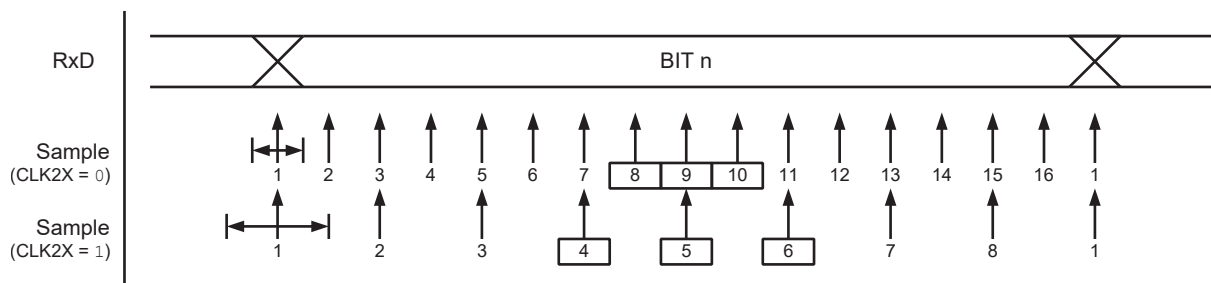 RxD BIT n
Sample
(CLK2X = 0)
1 2 3 4 5 6 7 8 9 10 11 12 13 14 15 16 1
Sample
(CLK2X = 1)
1 2 3 4 5 6 7 8 1